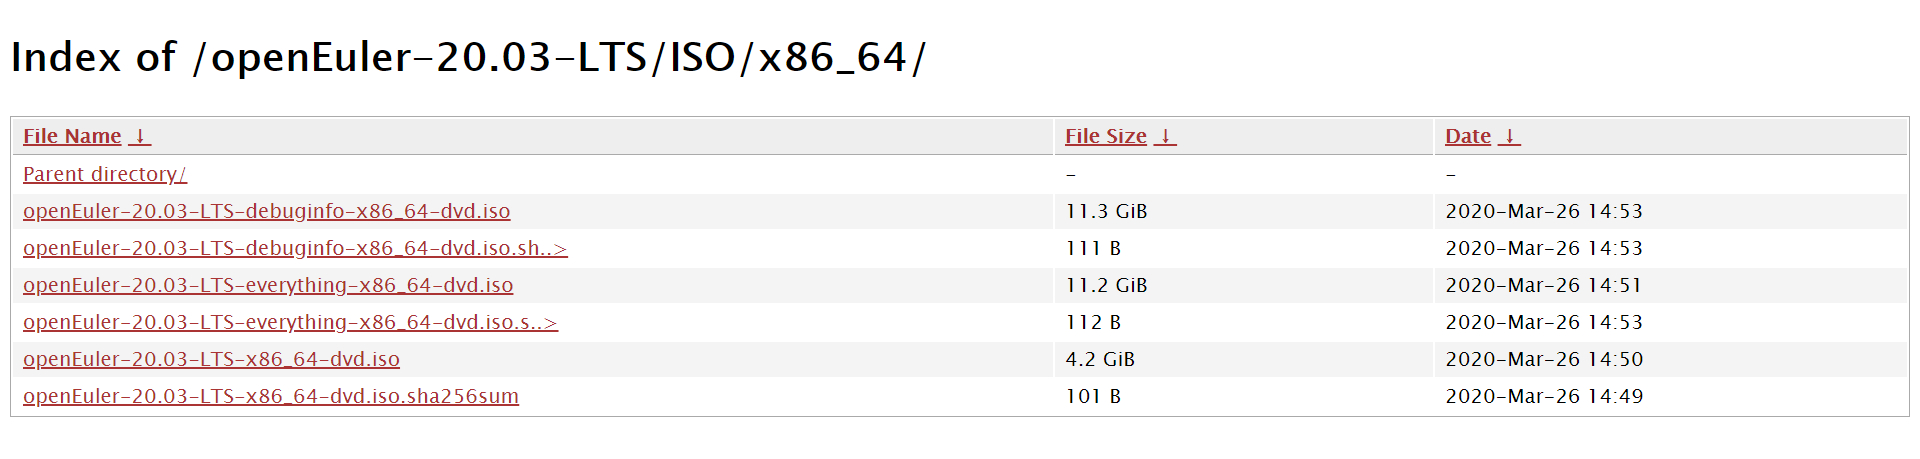 Index of /openEuler-20.03-LTS/ISO/x86_64/
File Name ↓ File Size ↓ Date ↓
Parent directory/ - -
openEuler-20.03-LTS-debuginfo-x86_64-dvd.iso 11.3 GiB 2020-Mar-26 14:53
openEuler-20.03-LTS-debuginfo-x86_64-dvd.iso.sh..> 111 B 2020-Mar-26 14:53
openEuler-20.03-LTS-everything-x86_64-dvd.iso 11.2 GiB 2020-Mar-26 14:51
openEuler-20.03-LTS-everything-x86_64-dvd.iso.s..> 112 B 2020-Mar-26 14:53
openEuler-20.03-LTS-x86_64-dvd.iso 4.2 GiB 2020-Mar-26 14:50
openEuler-20.03-LTS-x86_64-dvd.iso.sha256sum 101 B 2020-Mar-26 14:49